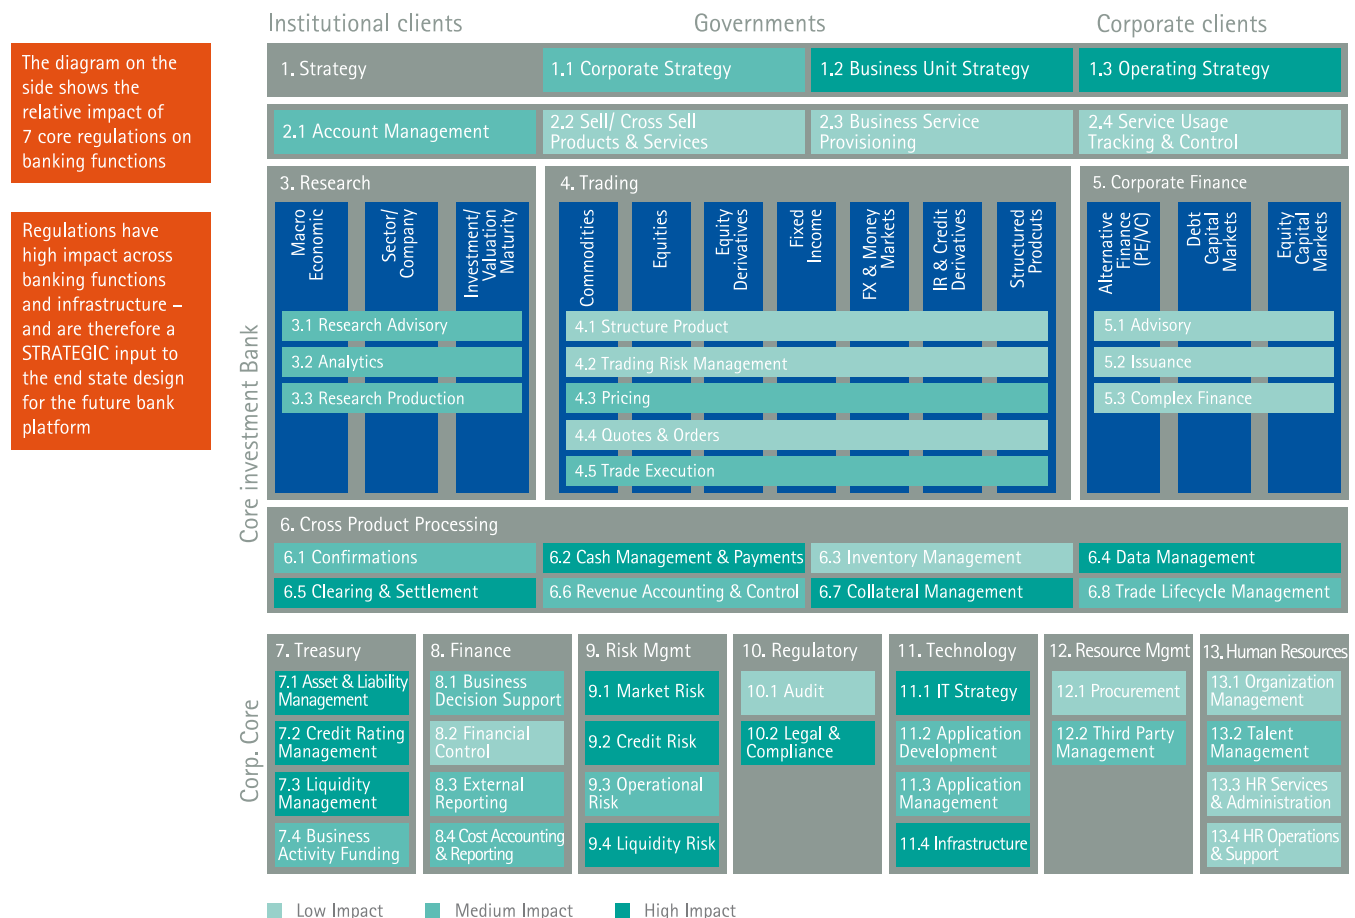 Institutional clients
Governments
Corporate clients
The diagram on the
side shows the
relative impact of
7 core regulations on
banking functions
Regulations have
high impact across
banking functions
and infrastructure –
and are therefore a
STRATEGIC input to
the end state design
for the future bank
platform
Core investment Bank
1. Strategy
1.1 Corporate Strategy
1.2 Business Unit Strategy
1.3 Operating Strategy
2.1 Account Management
2.2 Sell/ Cross Sell
Products & Services
2.3 Business Service
Provisioning
2.4 Service Usage
Tracking & Control
3. Research
Macro
Economic
Sector/
Company
Investment/
Valuation
Maturity
3.1 Research Advisory
3.2 Analytics
3.3 Research Production
4. Trading
Commodities
Equities
Equity
Derivatives
Fixed
Income
FX & Money
Markets
IR & Credit
Derivatives
Structured
Prodcuts
4.1 Structure Product
4.2 Trading Risk Management
4.3 Pricing
4.4 Quotes & Orders
4.5 Trade Execution
5. Corporate Finance
Alternative
Finance
(PE/VC)
Debt
Capital
Markets
Equity
Capital
Markets
5.1 Advisory
5.2 Issuance
5.3 Complex Finance
6. Cross Product Processing
6.1 Confirmations
6.2 Cash Management & Payments
6.3 Inventory Management
6.4 Data Management
6.5 Clearing & Settlement
6.6 Revenue Accounting & Control
6.7 Collateral Management
6.8 Trade Lifecycle Management
Corp. Core
7. Treasury
7.1 Asset & Liability
Management
7.2 Credit Rating
Management
7.3 Liquidity
Management
7.4 Business
Activity Funding
8. Finance
8.1 Business
Decision Support
8.2 Financial
Control
8.3 External
Reporting
8.4 Cost Accounting
& Reporting
9. Risk Mgmt
9.1 Market Risk
9.2 Credit Risk
9.3 Operational
Risk
9.4 Liquidity Risk
10. Regulatory
10.1 Audit
10.2 Legal &
Compliance
11. Technology
11.1 IT Strategy
11.2 Application
Development
11.3 Application
Management
11.4 Infrastructure
12. Resource Mgmt
12.1 Procurement
12.2 Third Party
Management
13. Human Resources
13.1 Organization
Management
13.2 Talent
Management
13.3 HR Services
& Administration
13.4 HR Operations
& Support
Low Impact
Medium Impact
High Impact